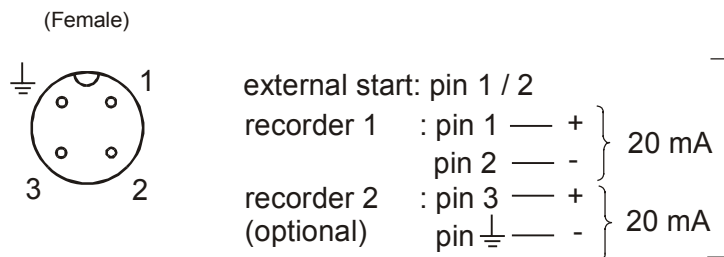 (Female)
1
3
2
external start: pin 1 / 2
recorder 1 : pin 1 — +
pin 2 — -
20 mA
recorder 2 : pin 3 — +
(optional) pin ⏚ — -
20 mA